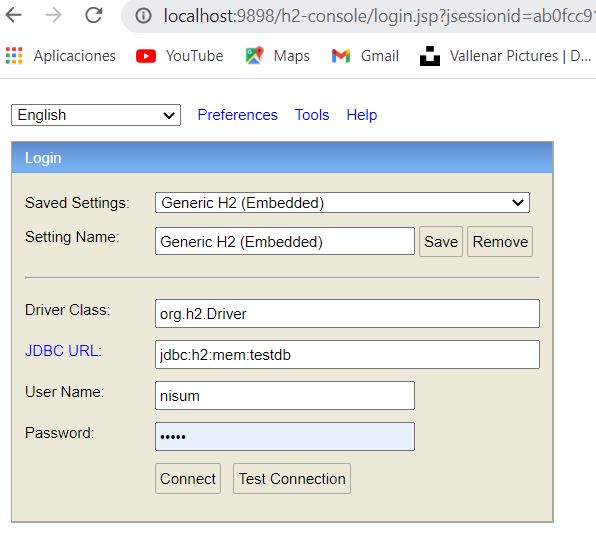 localhost:9898/h2-console/login.jsp?jsessionid=ab0fcc91
Aplicaciones YouTube Maps Gmail Vallenar Pictures | D...
English Preferences Tools Help
Login
Saved Settings: Generic H2 (Embedded)
Setting Name: Generic H2 (Embedded) Save Remove
Driver Class: org.h2.Driver
JDBC URL: jdbc:h2:mem:testdb
User Name: nisum
Password: •••••
Connect Test Connection